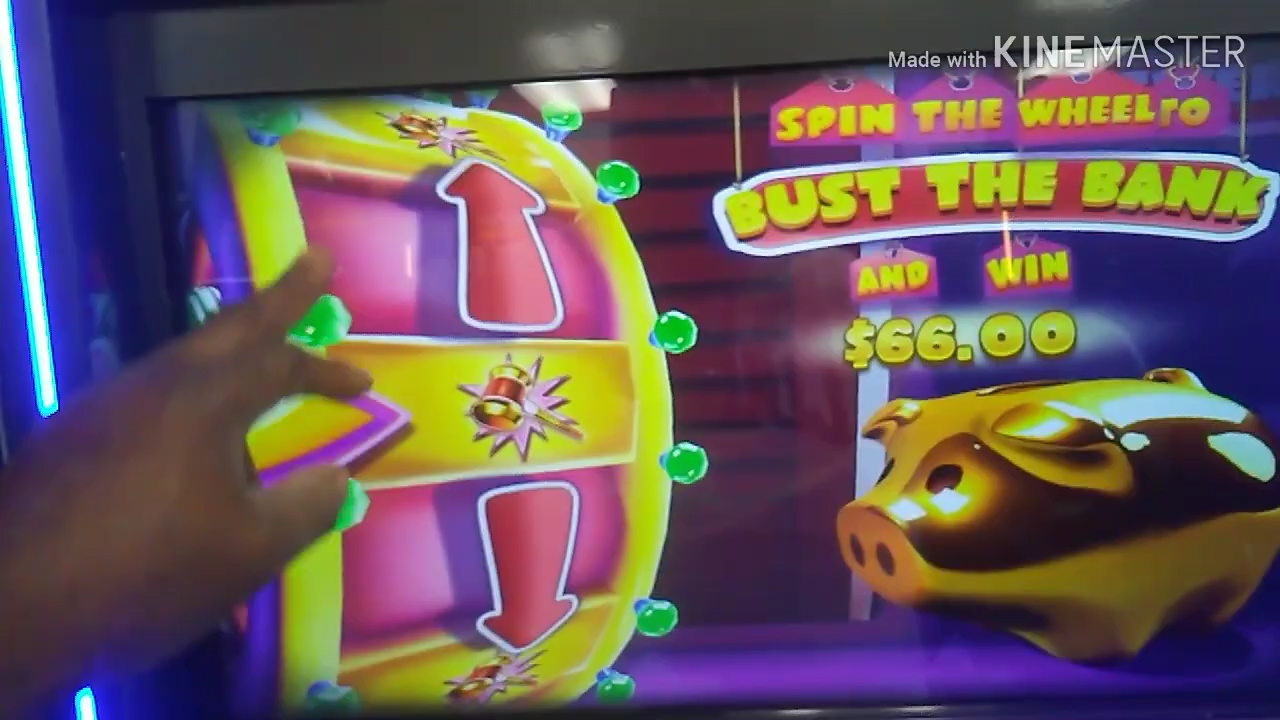 Made with KINEMASTER
SPIN THE WHEEL TO
BUST THE BANK
AND WIN
$66.00